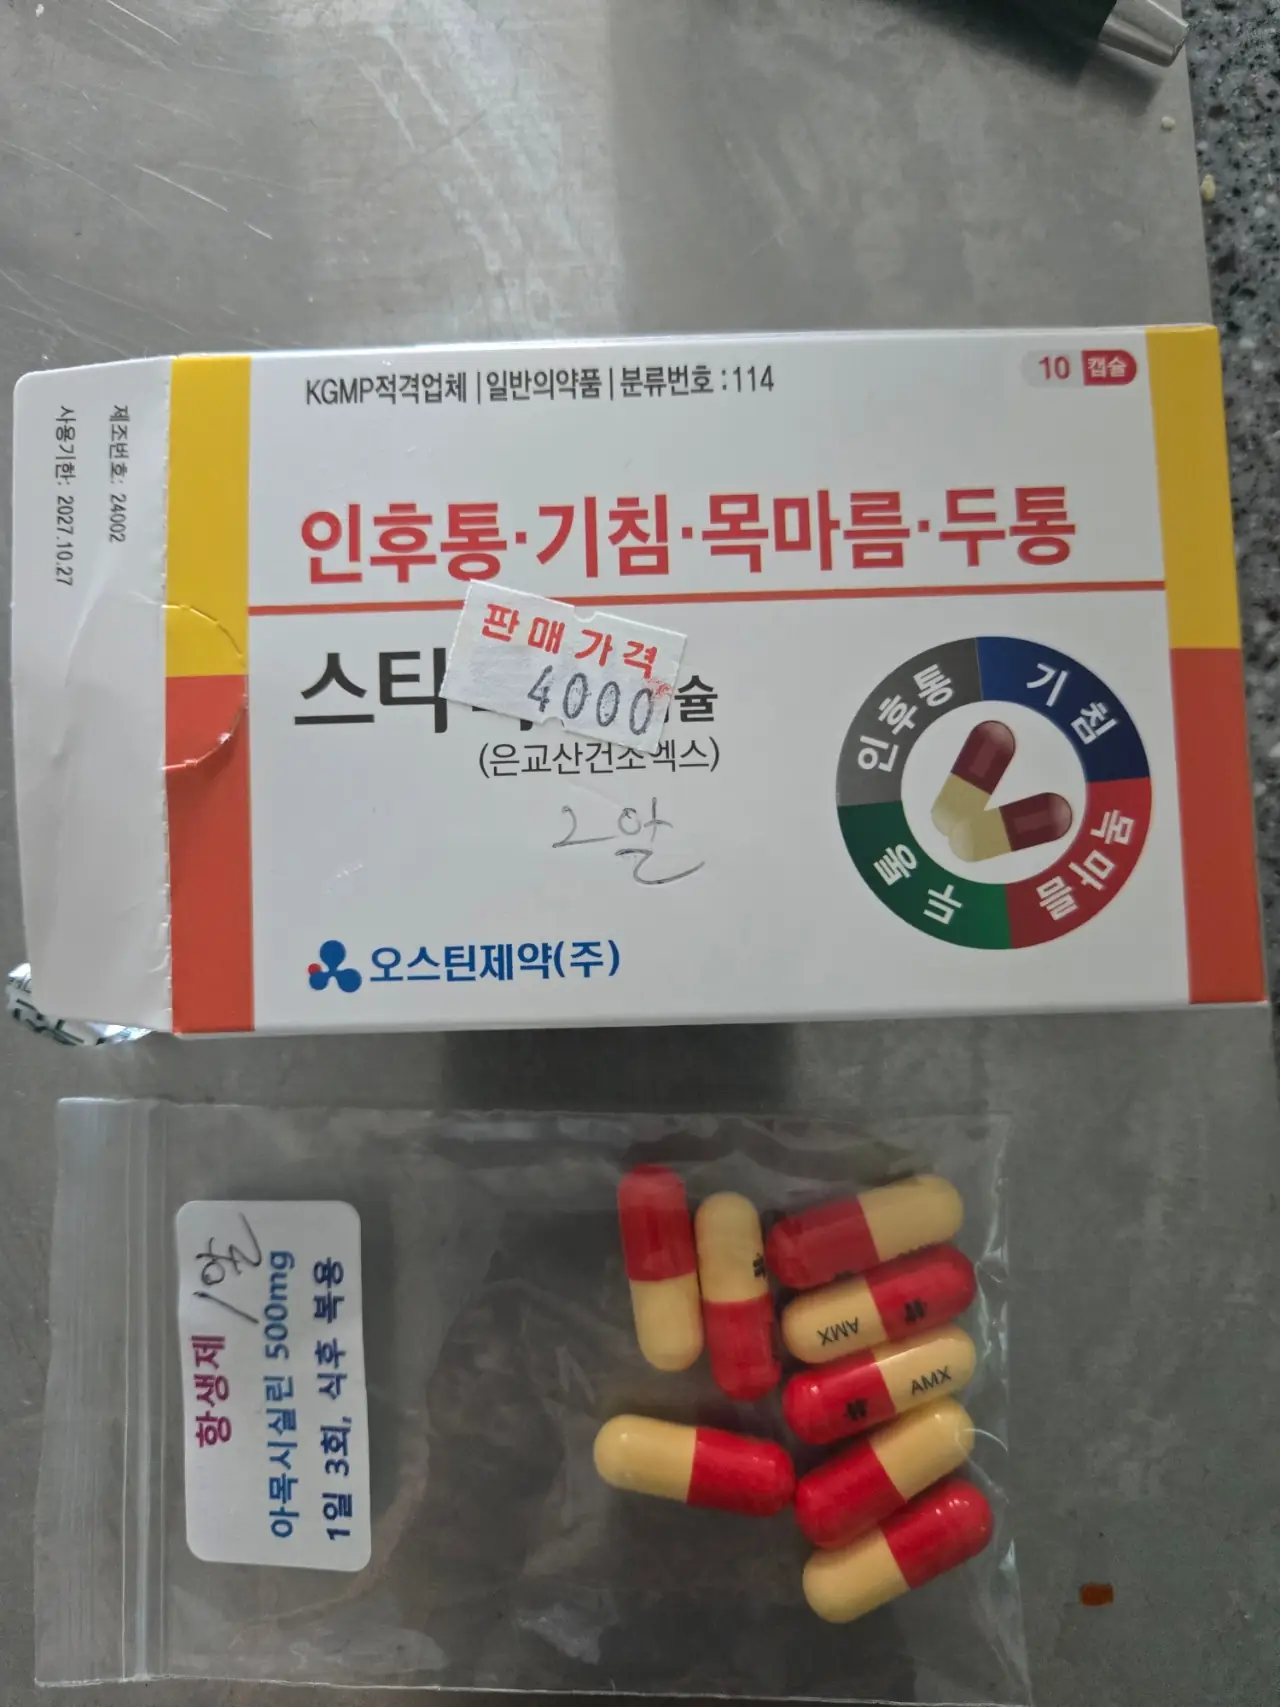 KGMP적격업체 | 일반의약품 | 분류번호 : 114
10 캡슐
제조번호: 24002
사용기한: 2027.10.27
인후통·기침·목마름·두통
판매가격
4000
스틱 슐
(은교산건조엑스)
2알
인후통 기침 목마름 두통
오스틴제약(주)
항생제 1알
아목시실린 500mg
1일 3회, 식후 복용
AMX
AMX